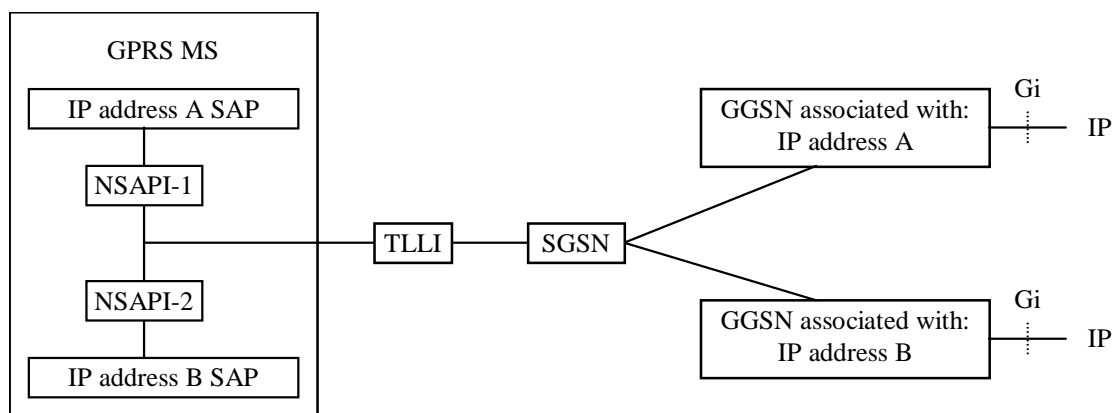 GPRS MS
IP address A SAP
NSAPI-1
NSAPI-2
IP address B SAP
TLLI
SGSN
GGSN associated with:
IP address A
Gi
IP
GGSN associated with:
IP address B
Gi
IP